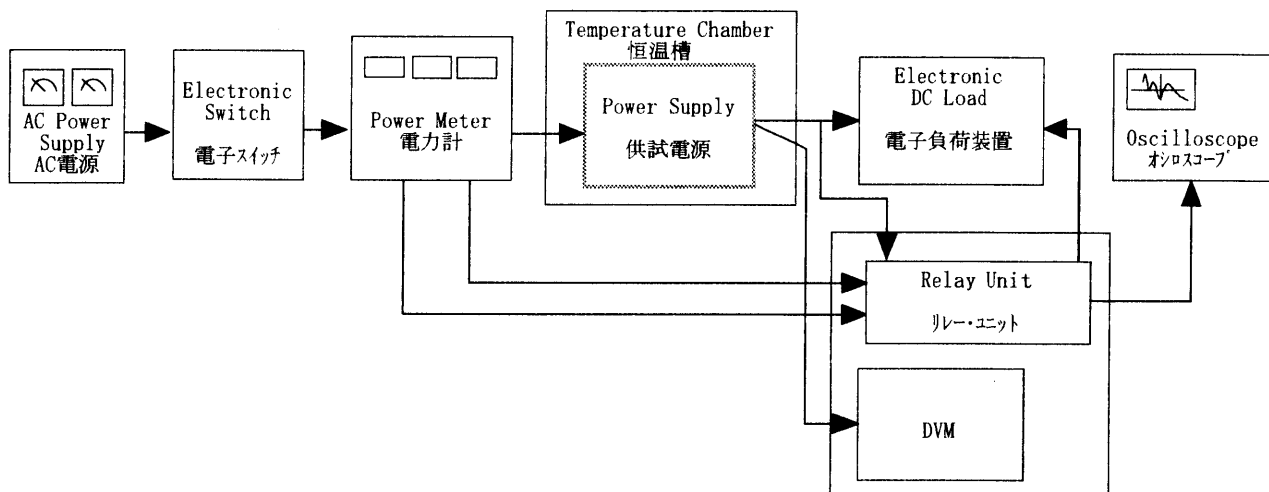 AC Power
Supply
AC電源
Electronic
Switch
電子スイッチ
Power Meter
電力計
Temperature Chamber
恒温槽
Power Supply
供試電源
Electronic
DC Load
電子負荷装置
Oscilloscope
オシロスコープ
Relay Unit
リレー・ユニット
DVM